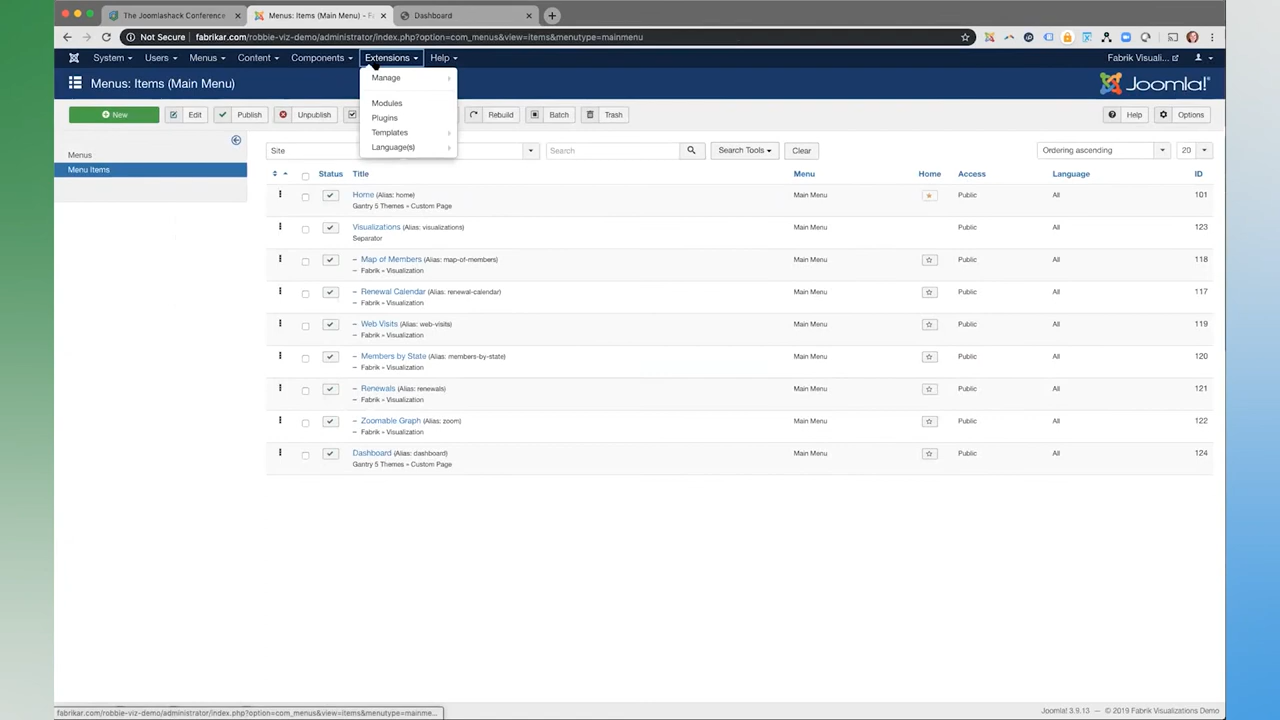 The Joomlashack Conference
Menus: Items (Main Menu) - Fa
Dashboard
Not Secure
fabrikar.com/robbie-viz-demo/administrator/index.php?option=com_menus&view=items&menutype=mainmenu
System
Users
Menus
Content
Components
Extensions
Help
Fabrik Visuali...
Menus: Items (Main Menu)
Joomla!
Manage
Modules
Plugins
Templates
Language(s)
New
Edit
Publish
Unpublish
Rebuild
Batch
Trash
Help
Options
Menus
Menu Items
Site
Search
Search Tools
Clear
Ordering ascending
20
Status Title Menu Home Access Language ID
Home (Alias: home) Main Menu Public All 101
Gantry 5 Themes » Custom Page
Visualizations (Alias: visualizations) Main Menu Public All 123
Separator
– Map of Members (Alias: map-of-members) Main Menu Public All 118
– Fabrik » Visualization
– Renewal Calendar (Alias: renewal-calendar) Main Menu Public All 117
– Fabrik » Visualization
– Web Visits (Alias: web-visits) Main Menu Public All 119
– Fabrik » Visualization
– Members by State (Alias: members-by-state) Main Menu Public All 120
– Fabrik » Visualization
– Renewals (Alias: renewals) Main Menu Public All 121
– Fabrik » Visualization
– Zoomable Graph (Alias: zoom) Main Menu Public All 122
– Fabrik » Visualization
Dashboard (Alias: dashboard) Main Menu Public All 124
Gantry 5 Themes » Custom Page
fabrikar.com/robbie-viz-demo/administrator/index.php?option=com_menus&view=items&menutype=mainme...
Joomla! 3.9.13 — © 2019 Fabrik Visualizations Demo